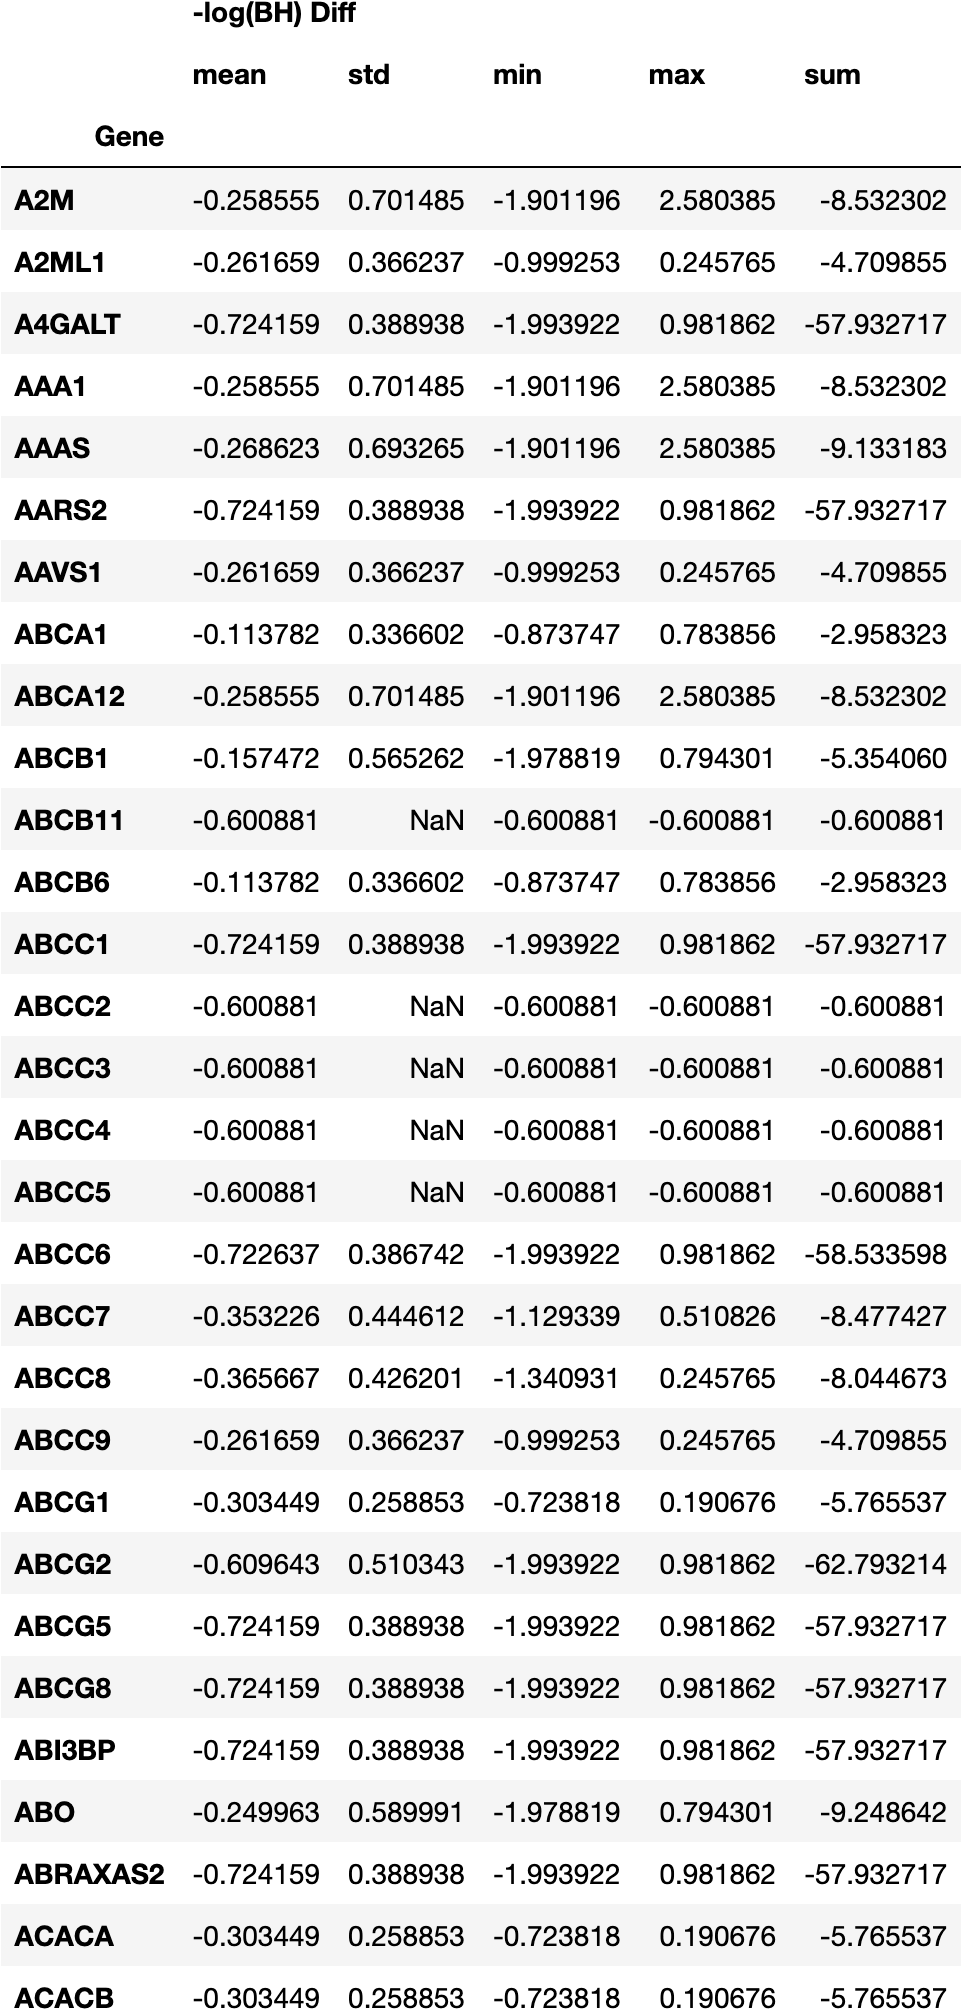 -log(BH) Diff
mean std min max sum
Gene
A2M -0.258555 0.701485 -1.901196 2.580385 -8.532302
A2ML1 -0.261659 0.366237 -0.999253 0.245765 -4.709855
A4GALT -0.724159 0.388938 -1.993922 0.981862 -57.932717
AAA1 -0.258555 0.701485 -1.901196 2.580385 -8.532302
AAAS -0.268623 0.693265 -1.901196 2.580385 -9.133183
AARS2 -0.724159 0.388938 -1.993922 0.981862 -57.932717
AAVS1 -0.261659 0.366237 -0.999253 0.245765 -4.709855
ABCA1 -0.113782 0.336602 -0.873747 0.783856 -2.958323
ABCA12 -0.258555 0.701485 -1.901196 2.580385 -8.532302
ABCB1 -0.157472 0.565262 -1.978819 0.794301 -5.354060
ABCB11 -0.600881 NaN -0.600881 -0.600881 -0.600881
ABCB6 -0.113782 0.336602 -0.873747 0.783856 -2.958323
ABCC1 -0.724159 0.388938 -1.993922 0.981862 -57.932717
ABCC2 -0.600881 NaN -0.600881 -0.600881 -0.600881
ABCC3 -0.600881 NaN -0.600881 -0.600881 -0.600881
ABCC4 -0.600881 NaN -0.600881 -0.600881 -0.600881
ABCC5 -0.600881 NaN -0.600881 -0.600881 -0.600881
ABCC6 -0.722637 0.386742 -1.993922 0.981862 -58.533598
ABCC7 -0.353226 0.444612 -1.129339 0.510826 -8.477427
ABCC8 -0.365667 0.426201 -1.340931 0.245765 -8.044673
ABCC9 -0.261659 0.366237 -0.999253 0.245765 -4.709855
ABCG1 -0.303449 0.258853 -0.723818 0.190676 -5.765537
ABCG2 -0.609643 0.510343 -1.993922 0.981862 -62.793214
ABCG5 -0.724159 0.388938 -1.993922 0.981862 -57.932717
ABCG8 -0.724159 0.388938 -1.993922 0.981862 -57.932717
ABI3BP -0.724159 0.388938 -1.993922 0.981862 -57.932717
ABO -0.249963 0.589991 -1.978819 0.794301 -9.248642
ABRAXAS2 -0.724159 0.388938 -1.993922 0.981862 -57.932717
ACACA -0.303449 0.258853 -0.723818 0.190676 -5.765537
ACACB -0.303449 0.258853 -0.723818 0.190676 -5.765537